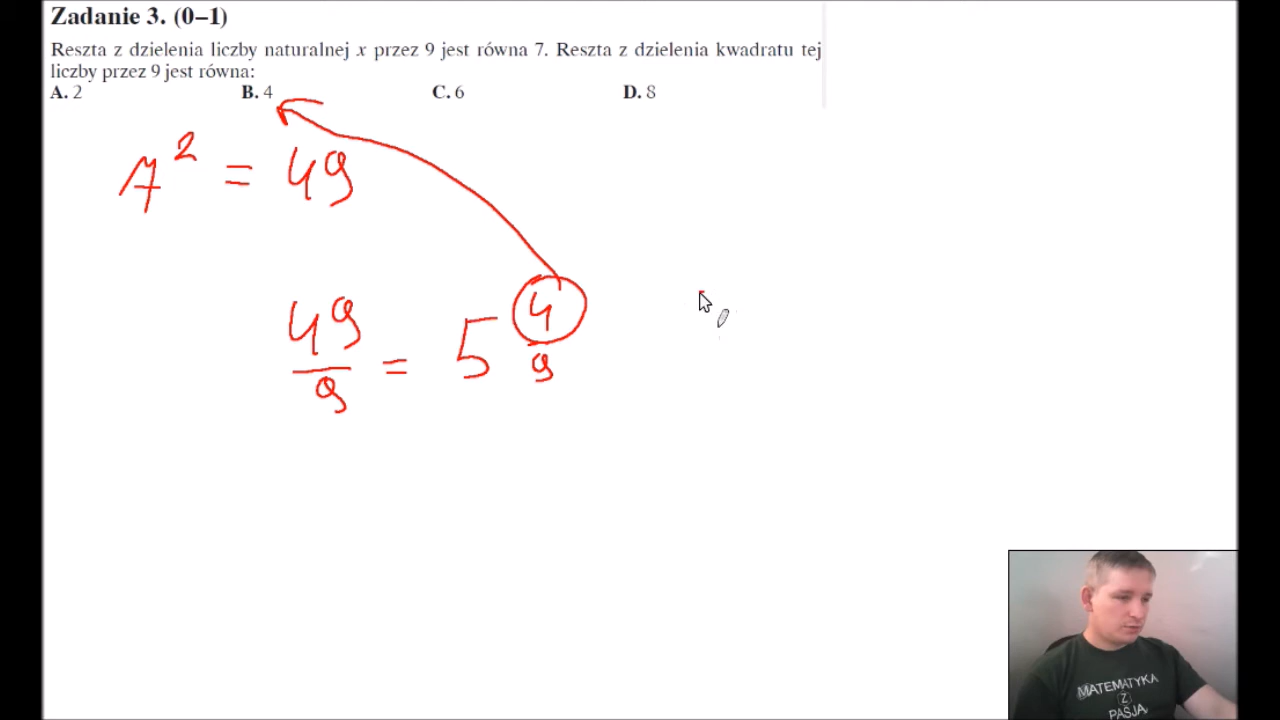 Zadanie 3. (0–1)
Reszta z dzielenia liczby naturalnej x przez 9 jest równa 7. Reszta z dzielenia kwadratu tej
liczby przez 9 jest równa:
A. 2 B. 4 C. 6 D. 8
7² = 49
49/9 = 5 4/9
MATEMATYKA
Z
PASJĄ